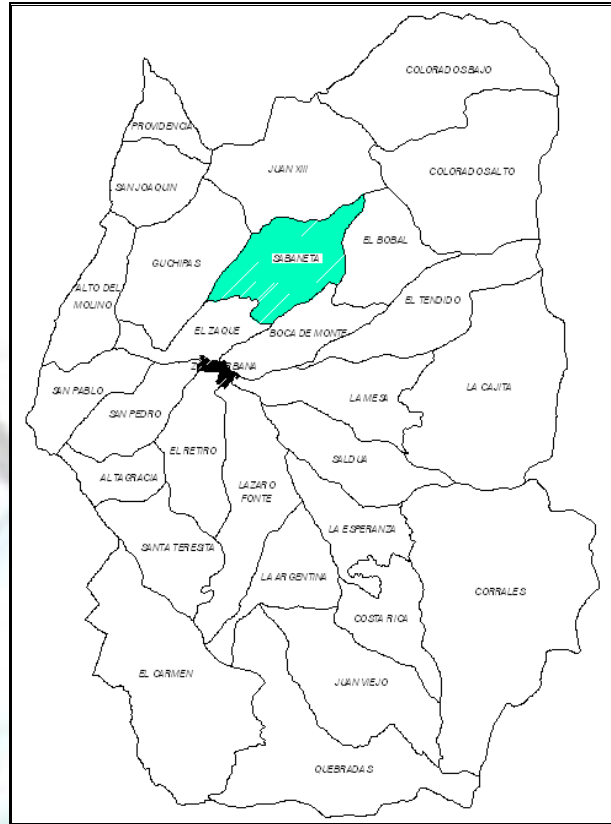 COLORADOS BAJO
PROVIDENCIA
JUAN XIII
COLORADO SALTO
SAN JOAQUIN
EL BOBAL
SABANETA
GUCHIPAS
ALTO DEL
MOLINO
EL TENDIDO
EL ZAQUE
BOCA DE MONTE
SAN PABLO
LA MESA
LA CAJITA
SAN PEDRO
EL RETIRO
SALDUA
ALTAGRACIA
LAZARO
FONTE
LA ESPERANZA
SANTA TERESITA
LA ARGENTINA
CORRALES
COSTA RICA
EL CARMEN
JUAN VIEJO
QUEBRADAS